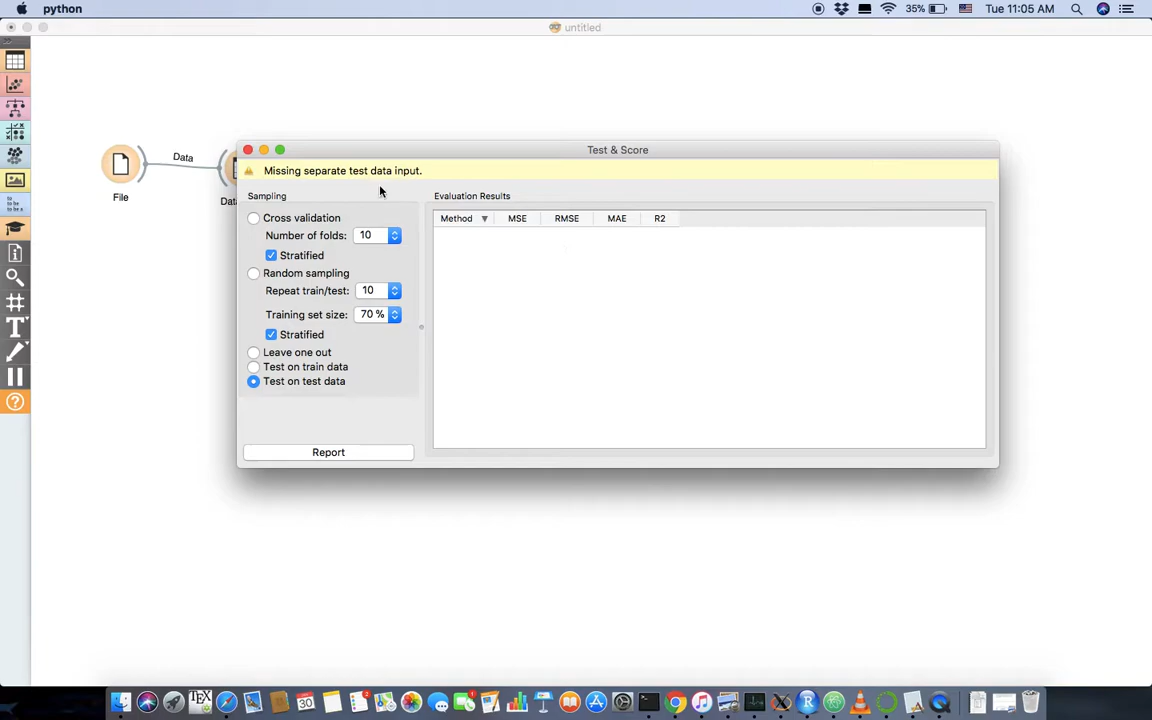 python
35%
Tue 11:05 AM
untitled
Data
File
Data
Test & Score
Missing separate test data input.
Sampling
Cross validation
Number of folds: 10
Stratified
Random sampling
Repeat train/test: 10
Training set size: 70 %
Stratified
Leave one out
Test on train data
Test on test data
Report
Evaluation Results
Method MSE RMSE MAE R2